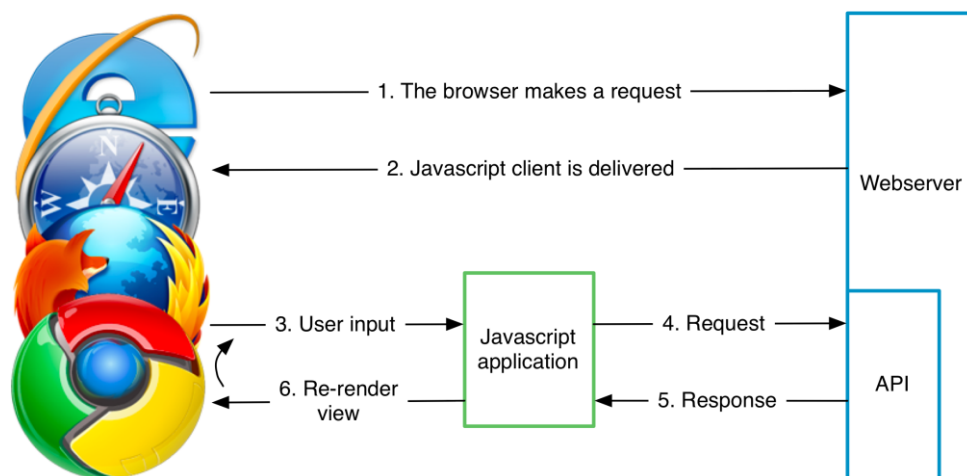 1. The browser makes a request
2. Javascript client is delivered
Webserver
N
W
E
3. User input
Javascript
application
4. Request
6. Re-render
view
5. Response
API